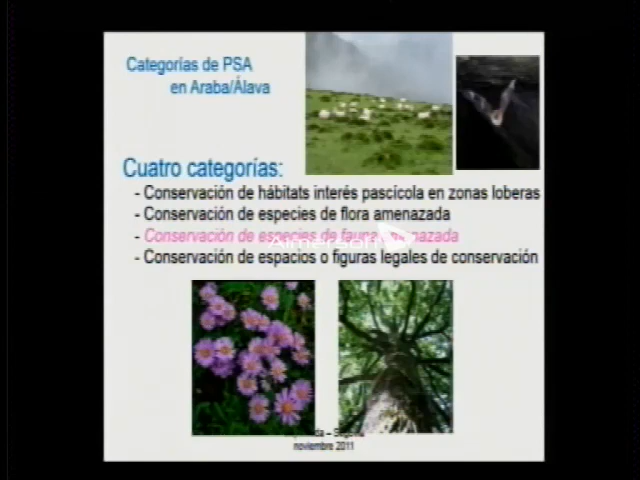 Categorías de PSA
en Araba/Álava
Cuatro categorías:
- Conservación de hábitats interés pascícola en zonas loberas
- Conservación de especies de flora amenazada
- Conservación de especies de fauna amenazada
- Conservación de espacios o figuras legales de conservación
noviembre 2011